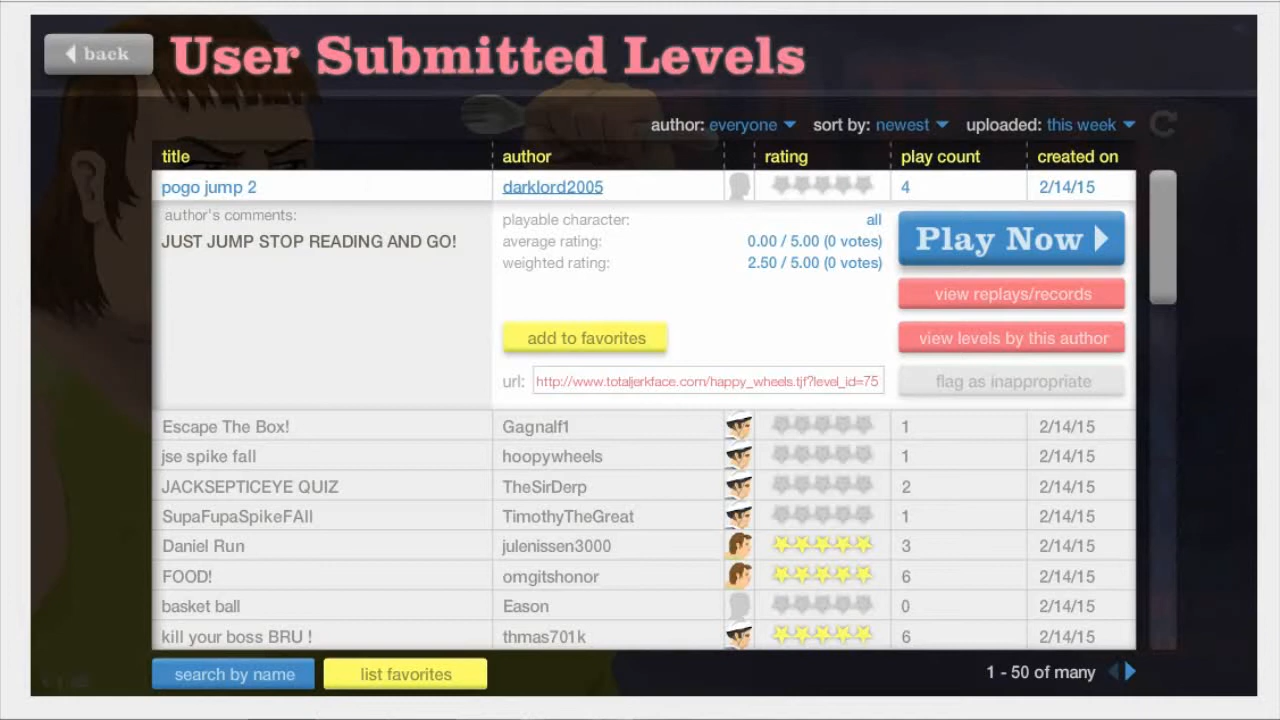 back
User Submitted Levels
author: everyone sort by: newest uploaded: this week
title author rating play count created on
pogo jump 2 darklord2005 4 2/14/15
author's comments:
JUST JUMP STOP READING AND GO!
playable character: all
average rating: 0.00 / 5.00 (0 votes)
weighted rating: 2.50 / 5.00 (0 votes)
add to favorites
url: http://www.totaljerkface.com/happy_wheels.tjf?level_id=75
Play Now
view replays/records
view levels by this author
flag as inappropriate
Escape The Box! Gagnalf1 1 2/14/15
jse spike fall hoopywheels 1 2/14/15
JACKSEPTICEYE QUIZ TheSirDerp 2 2/14/15
SupaFupaSpikeFAll TimothyTheGreat 1 2/14/15
Daniel Run julenissen3000 3 2/14/15
FOOD! omgitshonor 6 2/14/15
basket ball Eason 0 2/14/15
kill your boss BRU ! thmas701k 6 2/14/15
search by name list favorites 1 - 50 of many